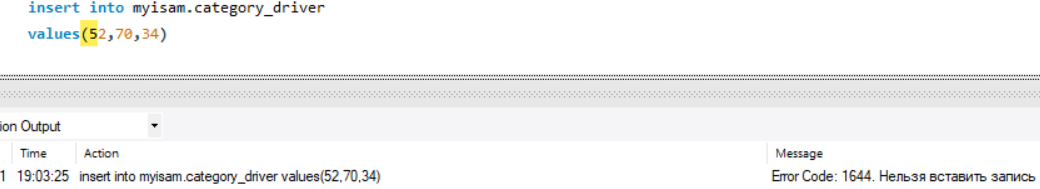 insert into myisam.category_driver
values(52,70,34)
ion Output
Time Action Message
1 19:03:25 insert into myisam.category_driver values(52,70,34) Error Code: 1644. Нельзя вставить запись